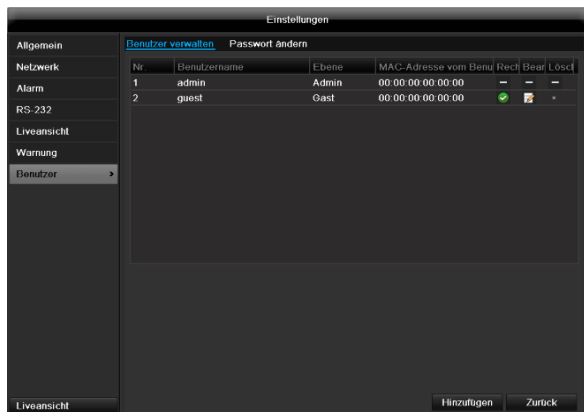 Einstellungen
Allgemein
Netzwerk
Alarm
RS-232
Liveansicht
Warnung
Benutzer >
Liveansicht
Benutzer verwalten Passwort ändern
Nr. Benutzername Ebene MAC-Adresse vom Benu Rech Bear Lösch
1 admin Admin 00:00:00:00:00:00 – – –
2 guest Gast 00:00:00:00:00:00
Hinzufügen Zurück